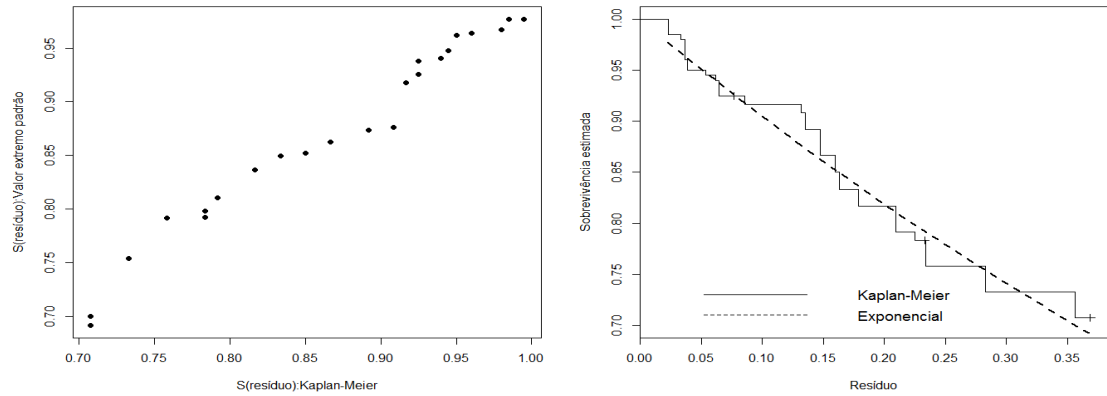 S(resíduo):Valor extremo padrão
0.95
0.90
0.85
0.80
0.75
0.70
0.70 0.75 0.80 0.85 0.90 0.95 1.00
S(resíduo):Kaplan-Meier
Sobrevivência estimada
1.00
0.95
0.90
0.85
0.80
0.75
0.70
Kaplan-Meier
Exponencial
0.00 0.05 0.10 0.15 0.20 0.25 0.30 0.35
Resíduo